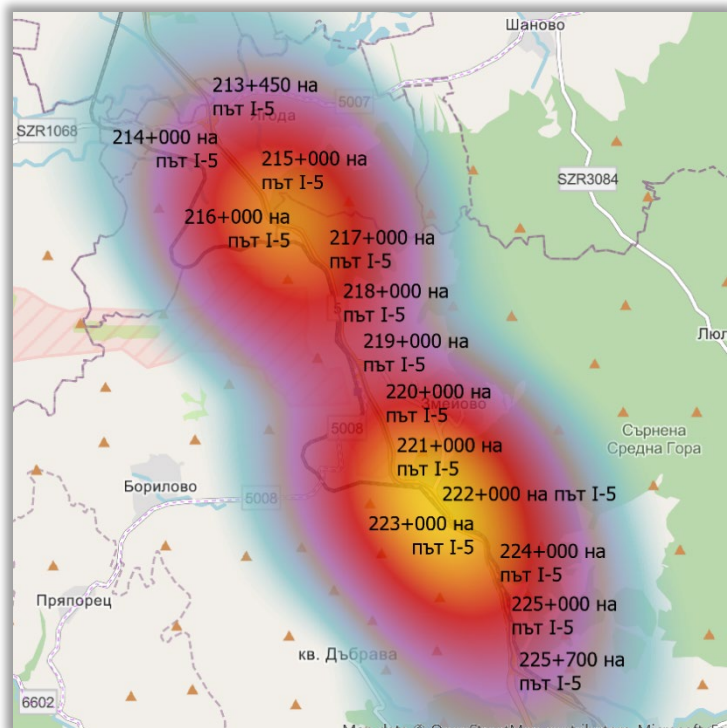 Шаново
213+450 на
път I-5
5007
Ягода
SZR1068
214+000 на
път I-5
215+000 на
път I-5
SZR3084
216+000 на
път I-5
217+000 на
път I-5
218+000 на
път I-5
Люл
219+000 на
път I-5
220+000 на
път I-5
Змейово
5008
Сърнена
Средна Гора
221+000 на
път I-5
Борилово
5008
222+000 на път I-5
223+000 на
път I-5
224+000 на
път I-5
Пряпорец
225+000 на
път I-5
кв. Дъбрава
225+700 на
път I-5
6602